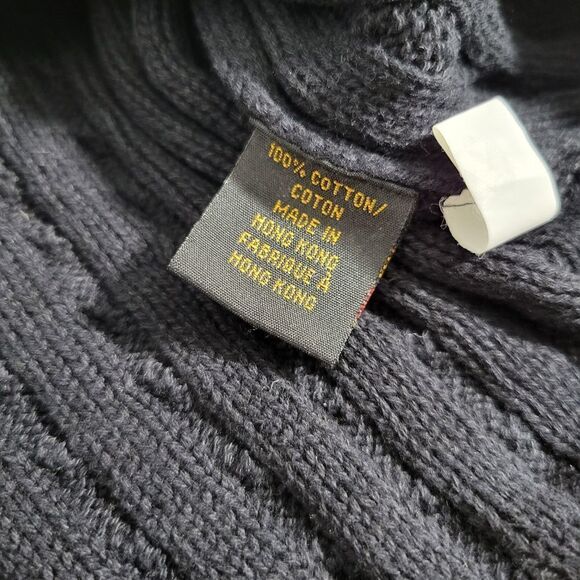 100% COTTON/
COTON
MADE IN
HONG KONG
FABRIQUE À
HONG KONG